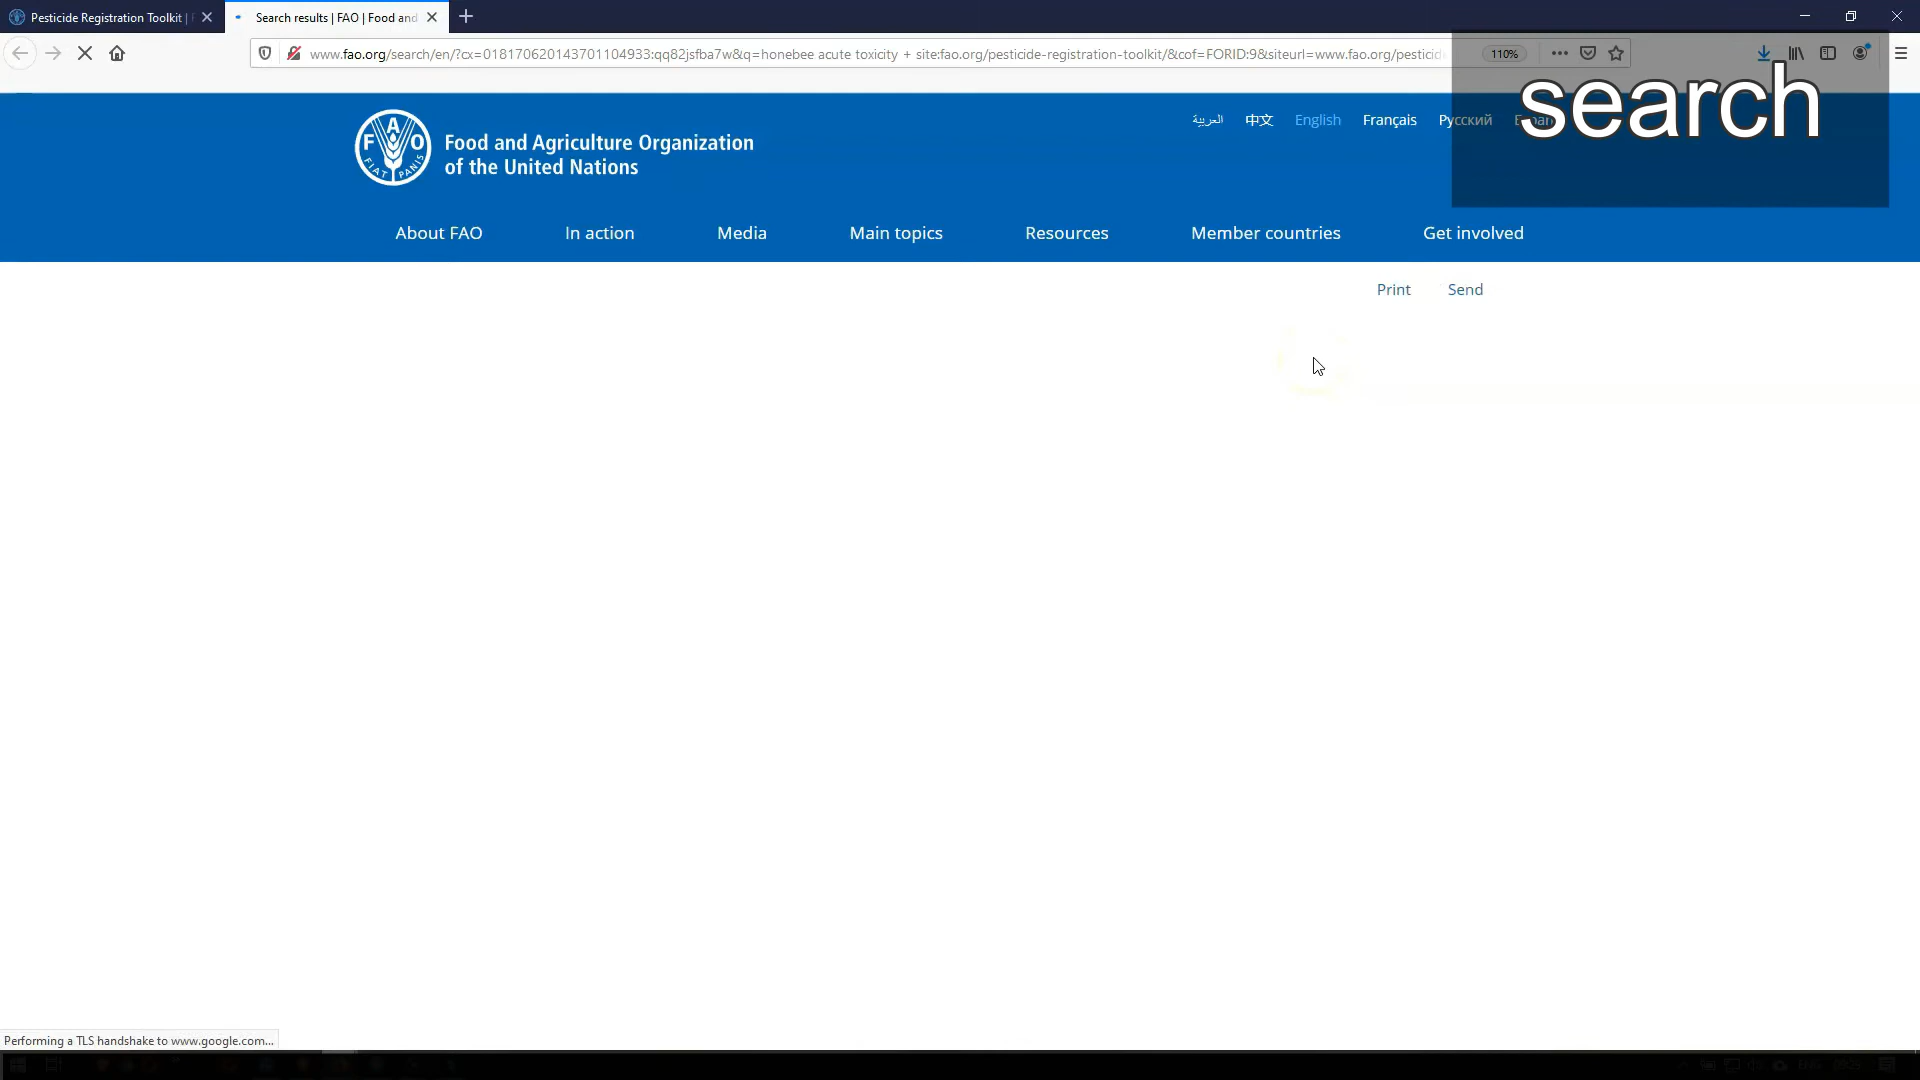 Pesticide Registration Toolkit |
Search results | FAO | Food and
www.fao.org/search/en/?cx=018170620143701104933:qq82jsfba7w&q=honebee acute toxicity + site:fao.org/pesticide-registration-toolkit/&cof=FORID:9&siteurl=www.fao.org/pesticid
110%
search
العربية 中文 English Français Русский Español
F A O
FIAT PANIS
Food and Agriculture Organization
of the United Nations
About FAO In action Media Main topics Resources Member countries Get involved
Print Send
Performing a TLS handshake to www.google.com...